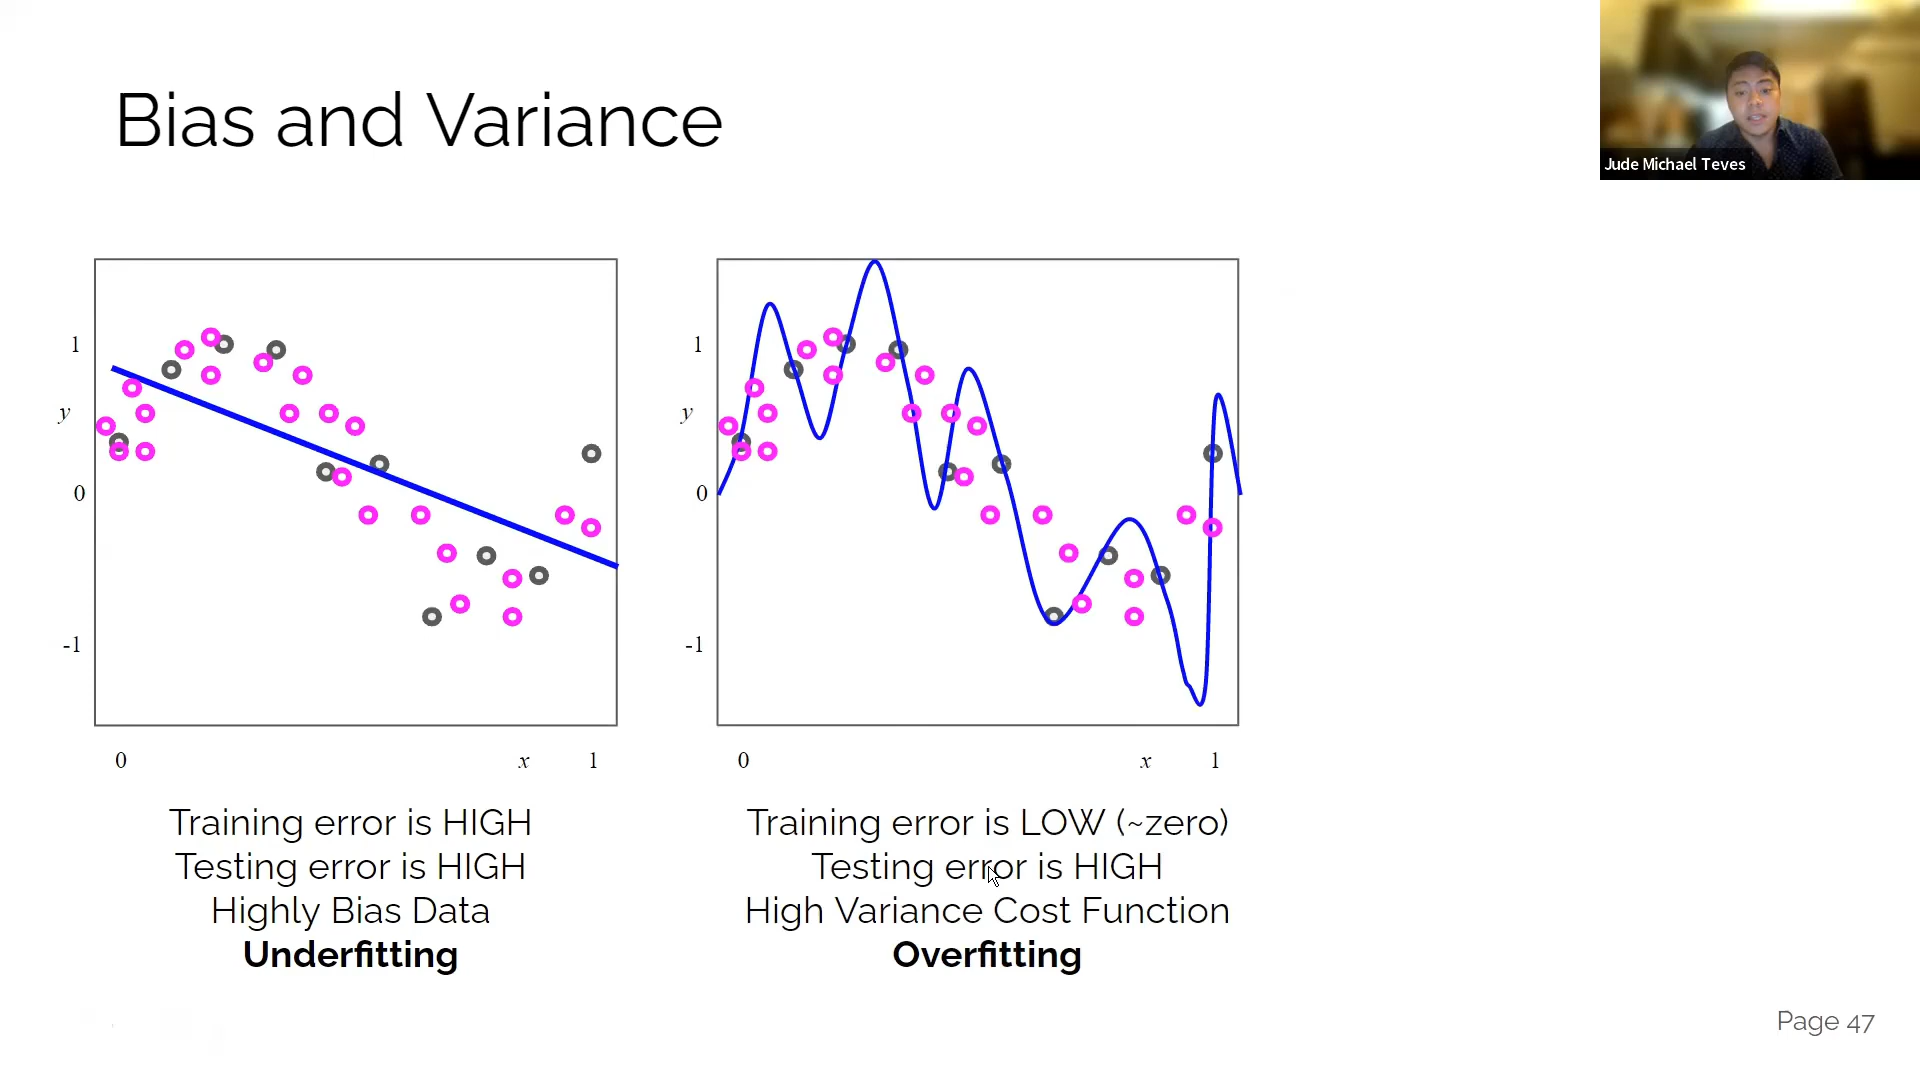 Bias and Variance
Jude Michael Teves
1
y
0
-1
0
x
1
1
y
0
-1
0
x
1
Training error is HIGH
Testing error is HIGH
Highly Bias Data
Underfitting
Training error is LOW (~zero)
Testing error is HIGH
High Variance Cost Function
Overfitting
Page 47